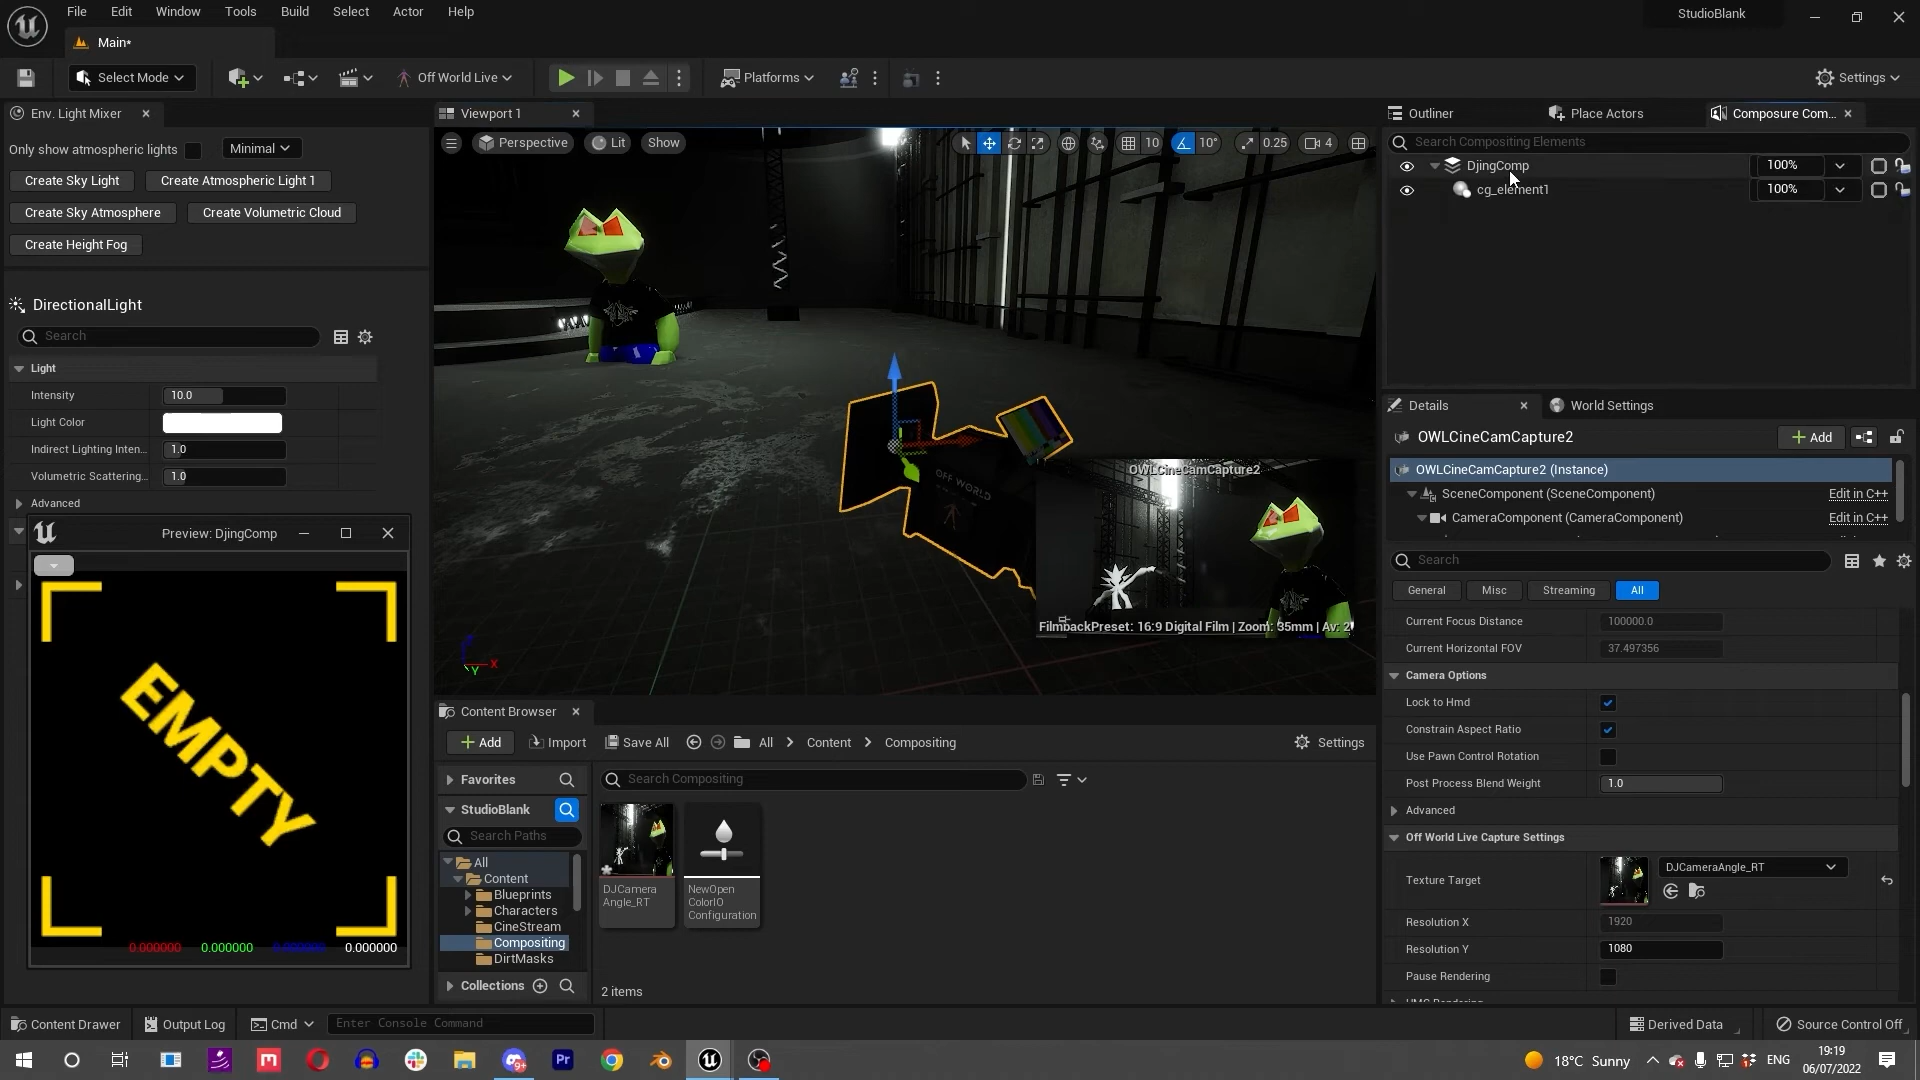 File Edit Window Tools Build Select Actor Help
StudioBlank
Main*
Select Mode
Off World Live
Platforms
Settings
Env. Light Mixer
Only show atmospheric lights
Minimal
Create Sky Light
Create Atmospheric Light 1
Create Sky Atmosphere
Create Volumetric Cloud
Create Height Fog
DirectionalLight
Search
Light
Intensity 10.0
Light Color
Indirect Lighting Inten... 1.0
Volumetric Scattering... 1.0
Advanced
Preview: DjingComp
EMPTY
0.000000 0.000000 0.000000 0.000000
Viewport 1
Perspective Lit Show
10 10° 0.25 4
OFF WORLD
OWLCineCamCapture2
FilmbackPreset: 16:9 Digital Film | Zoom: 35mm | Av: 2
X
Y
Content Browser
Add Import Save All All Content Compositing Settings
Favorites
Search Compositing
StudioBlank
Search Paths
All
Content
Blueprints
Characters
CineStream
Compositing
DirtMasks
Collections
DJCamera
Angle_RT
NewOpen
ColorIO
Configuration
2 items
Outliner
Place Actors
Composure Com...
Search Compositing Elements
DjingComp 100%
cg_element1 100%
Details
World Settings
OWLCineCamCapture2
Add
OWLCineCamCapture2 (Instance)
SceneComponent (SceneComponent) Edit in C++
CameraComponent (CameraComponent) Edit in C++
Search
General Misc Streaming All
Current Focus Distance 100000.0
Current Horizontal FOV 37.497356
Camera Options
Lock to Hmd
Constrain Aspect Ratio
Use Pawn Control Rotation
Post Process Blend Weight 1.0
Advanced
Off World Live Capture Settings
Texture Target DJCameraAngle_RT
Resolution X 1920
Resolution Y 1080
Pause Rendering
Content Drawer
Output Log
Cmd
Enter Console Command
Derived Data
Source Control Off
Pr
9+
18°C Sunny
ENG
19:19
06/07/2022